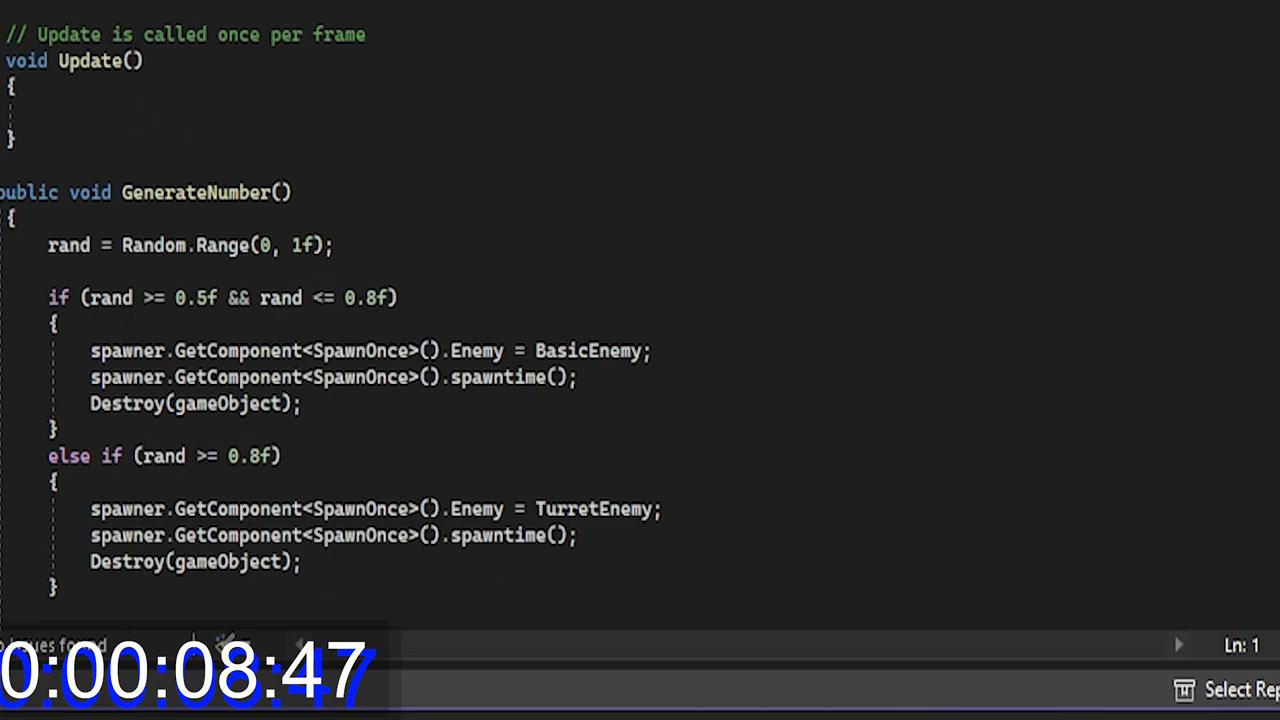 // Update is called once per frame
void Update()
{
}
public void GenerateNumber()
{
rand = Random.Range(0, 1f);
if (rand >= 0.5f && rand <= 0.8f)
{
spawner.GetComponent<SpawnOnce>().Enemy = BasicEnemy;
spawner.GetComponent<SpawnOnce>().spawntime();
Destroy(gameObject);
}
else if (rand >= 0.8f)
{
spawner.GetComponent<SpawnOnce>().Enemy = TurretEnemy;
spawner.GetComponent<SpawnOnce>().spawntime();
Destroy(gameObject);
}
issues found
Ln: 1
0:00:08:47
Select Rep